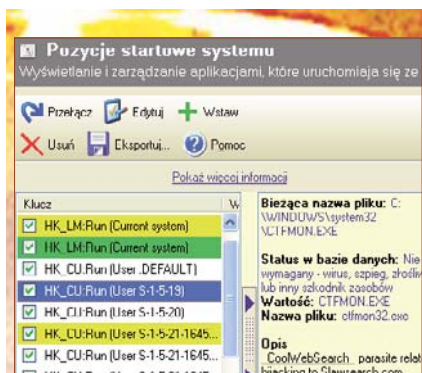 Pozycje startowe systemu
Wyświetlanie i zarządzanie aplikacjami, które uruchomiaja się ze
Przełącz Edytuj Wstaw
Usuń Eksportuj... Pomoc
Pokaż więcej informacji
Klucz W
HK_LM:Run (Current system)
HK_LM:Run (Current system)
HK_CU:Run (User .DEFAULT)
HK_CU:Run (User S-1-5-19)
HK_CU:Run (User S-1-5-20)
HK_CU:Run (User S-1-5-21-1645...
HK_CU:Run (User S-1-5-21-1645...
Bieząca nazwa pliku: C:
\WINDOWS\system32
\CTFMON.EXE
Status w bazie danych: Nie
wymagany - wirus, szpieg, złośliw
lub inny szkodnik zasobów
Wartość: CTFMON.EXE
Nazwa pliku: ctfmon32.exe
Opis
_CoolWebSearch_ parasite relat
hijacking to Slawsearch.com